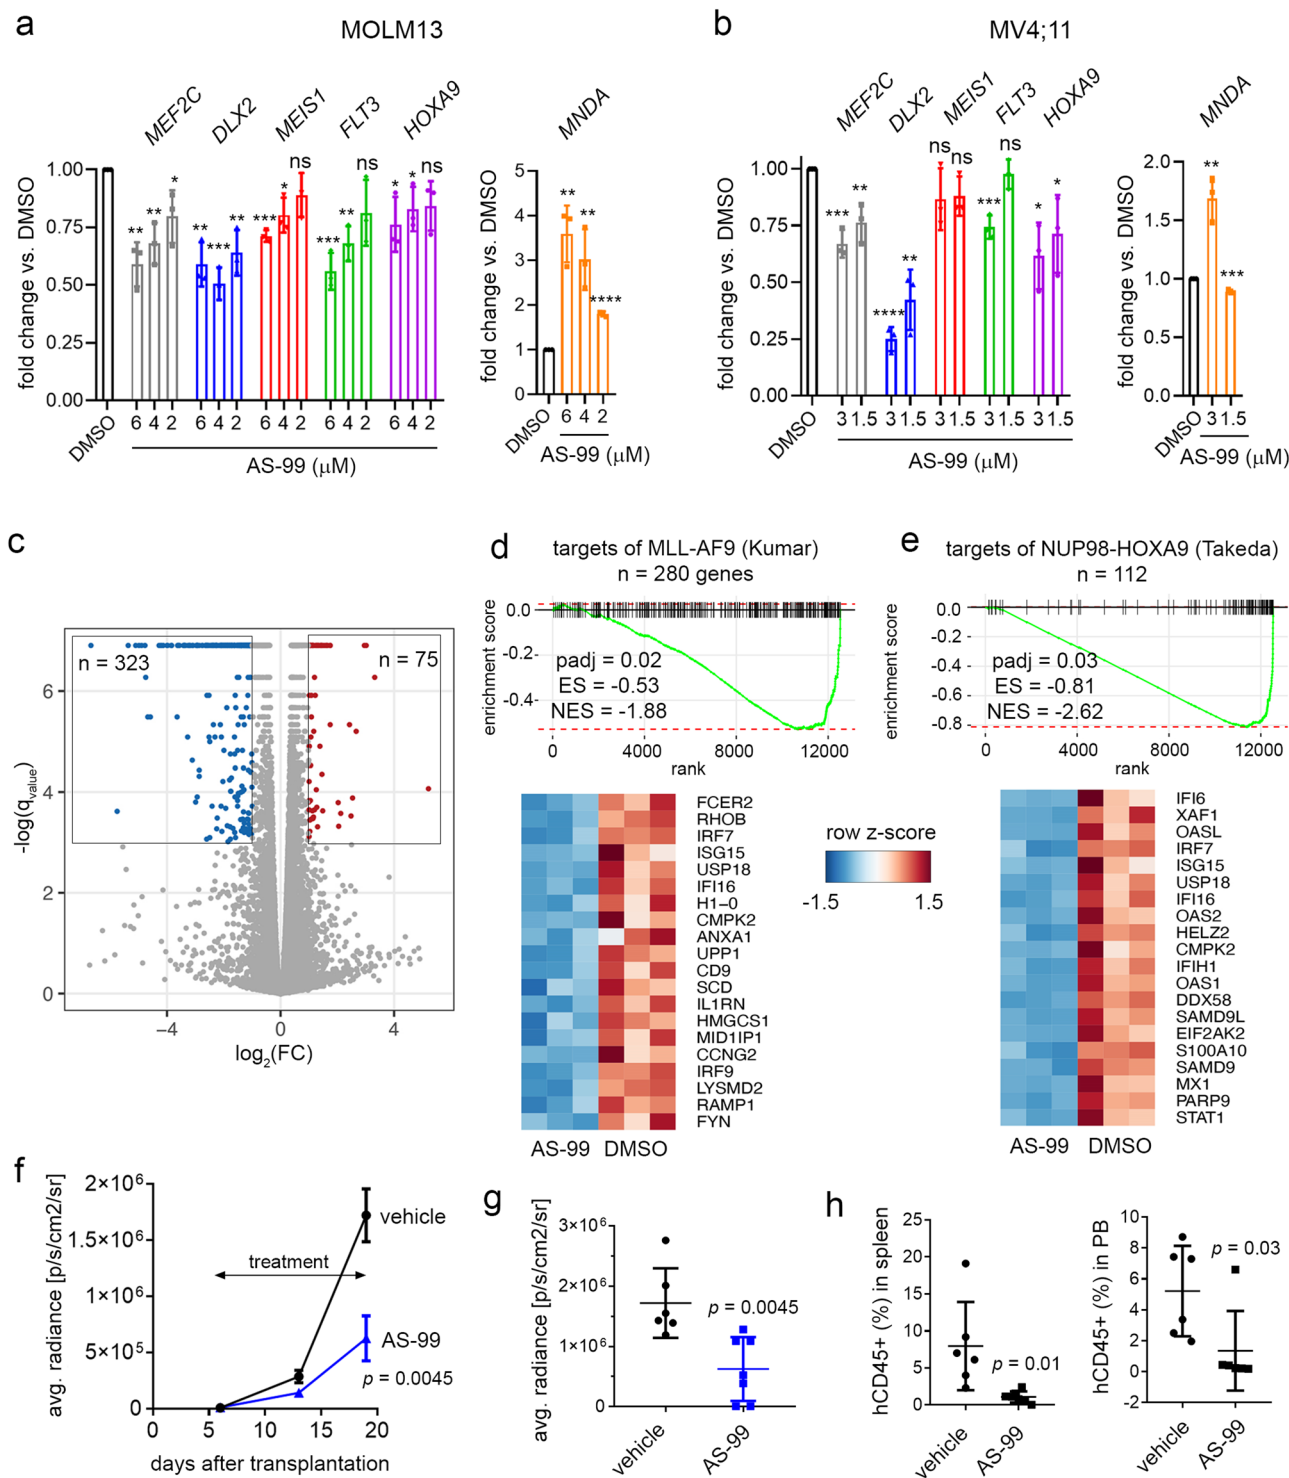 a
MOLM13
MEF2C
DLX2
MEIS1
FLT3
HOXA9
MNDA
fold change vs. DMSO
1.00
0.75
0.50
0.25
0.00
** ** *
** *** **
*** * ns
*** ** ns
* * ns
DMSO
6 4 2 6 4 2 6 4 2 6 4 2 6 4 2
AS-99 (μM)
fold change vs. DMSO
5
4
3
2
1
0
** ** ****
DMSO
6 4 2
AS-99 (μM)
b
MV4;11
MEF2C
DLX2
MEIS1
FLT3
HOXA9
MNDA
fold change vs. DMSO
1.00
0.75
0.50
0.25
0.00
*** **
**** **
ns ns
*** ns
* *
DMSO
3 1.5 3 1.5 3 1.5 3 1.5 3 1.5
AS-99 (μM)
fold change vs. DMSO
2.0
1.5
1.0
0.5
0.0
** ***
DMSO
3 1.5
AS-99 (μM)
c
n = 323
n = 75
-log(qvalue)
6
4
2
0
−4 0 4
log2(FC)
d
targets of MLL-AF9 (Kumar)
n = 280 genes
enrichment score
0.0
-0.2
-0.4
padj = 0.02
ES = -0.53
NES = -1.88
0 4000 8000 12000
rank
FCER2
RHOB
IRF7
ISG15
USP18
IFI16
H1−0
CMPK2
ANXA1
UPP1
CD9
SCD
IL1RN
HMGCS1
MID1IP1
CCNG2
IRF9
LYSMD2
RAMP1
FYN
AS-99 DMSO
row z-score
-1.5 1.5
e
targets of NUP98-HOXA9 (Takeda)
n = 112
enrichment score
0.0
-0.2
-0.4
-0.6
-0.8
padj = 0.03
ES = -0.81
NES = -2.62
0 4000 8000 12000
rank
IFI6
XAF1
OASL
IRF7
ISG15
USP18
IFI16
OAS2
HELZ2
CMPK2
IFIH1
OAS1
DDX58
SAMD9L
EIF2AK2
S100A10
SAMD9
MX1
PARP9
STAT1
AS-99 DMSO
f
avg. radiance [p/s/cm2/sr]
2×10⁶
1.5×10⁶
1×10⁶
5×10⁵
0
treatment
vehicle
AS-99
p = 0.0045
0 5 10 15 20
days after transplantation
g
avg. radiance [p/s/cm2/sr]
3×10⁶
2×10⁶
1×10⁶
0
p = 0.0045
vehicle
AS-99
h
hCD45+ (%) in spleen
25
20
15
10
5
0
p = 0.01
vehicle
AS-99
hCD45+ (%) in PB
10
8
6
4
2
0
-2
p = 0.03
vehicle
AS-99